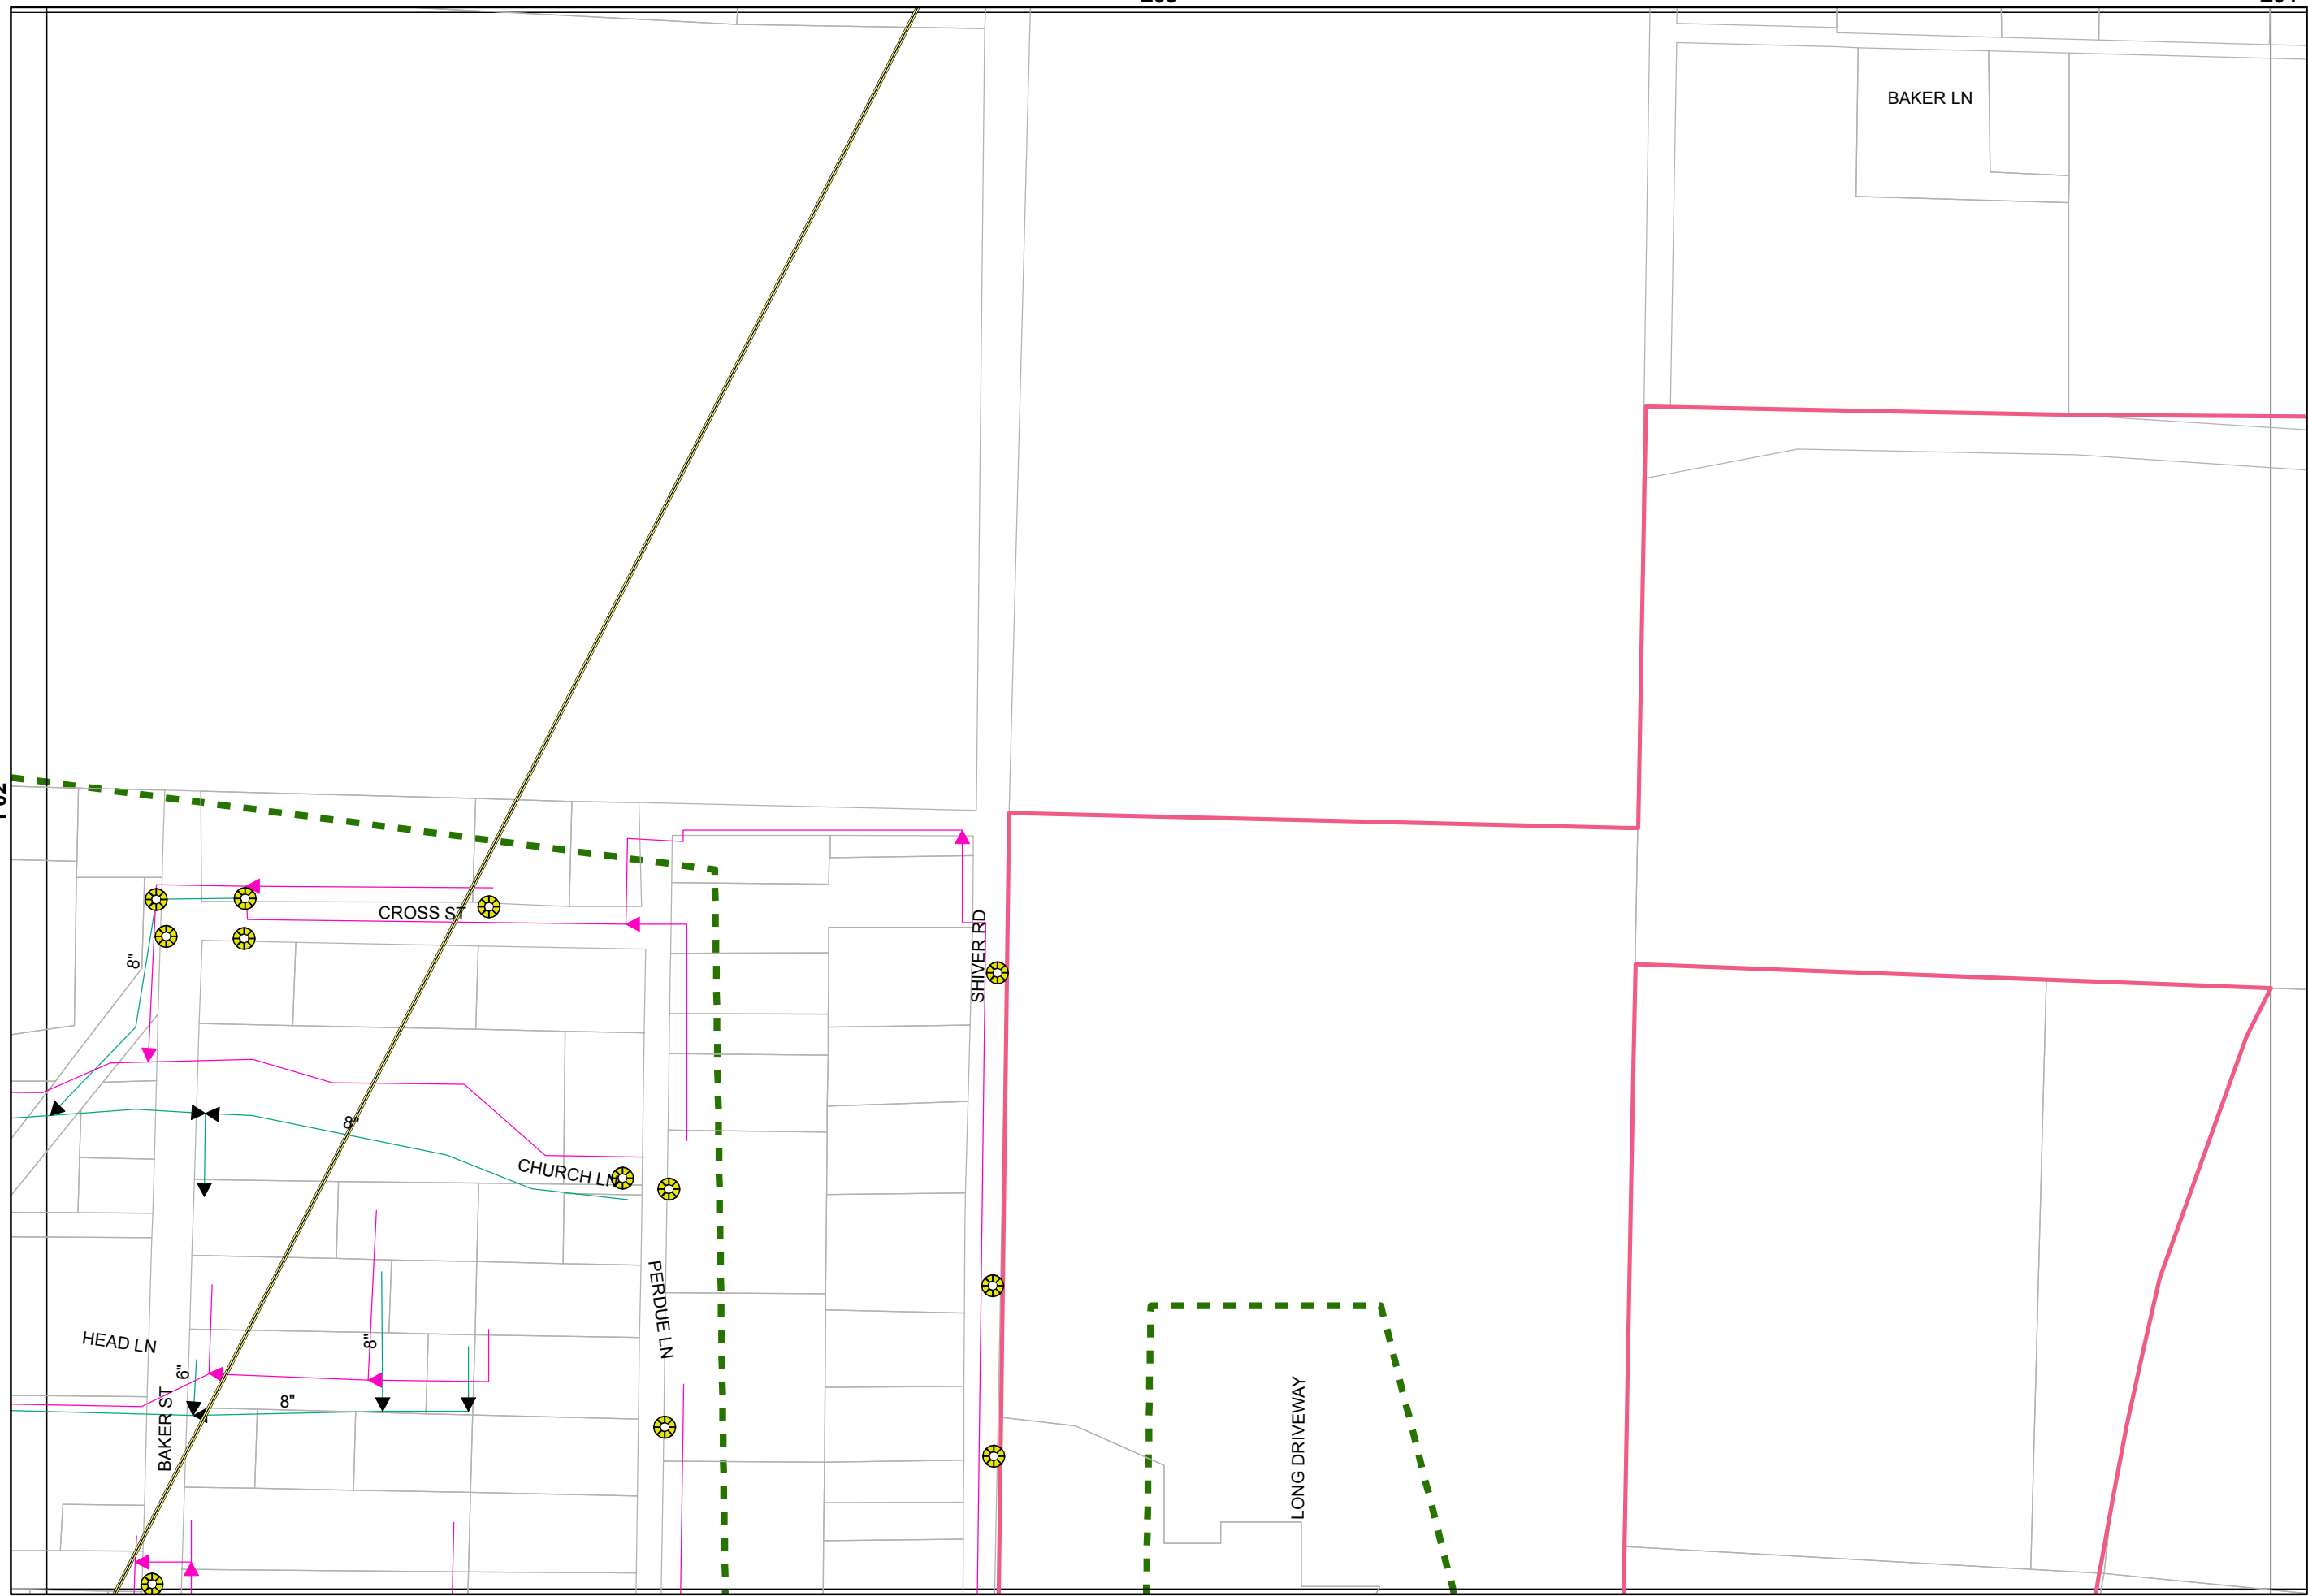 BAKER LN
CROSS ST
8"
SHIVER RD
8"
CHURCH LN
PERDUE LN
HEAD LN
8"
6"
8"
BAKER ST
LONG DRIVEWAY